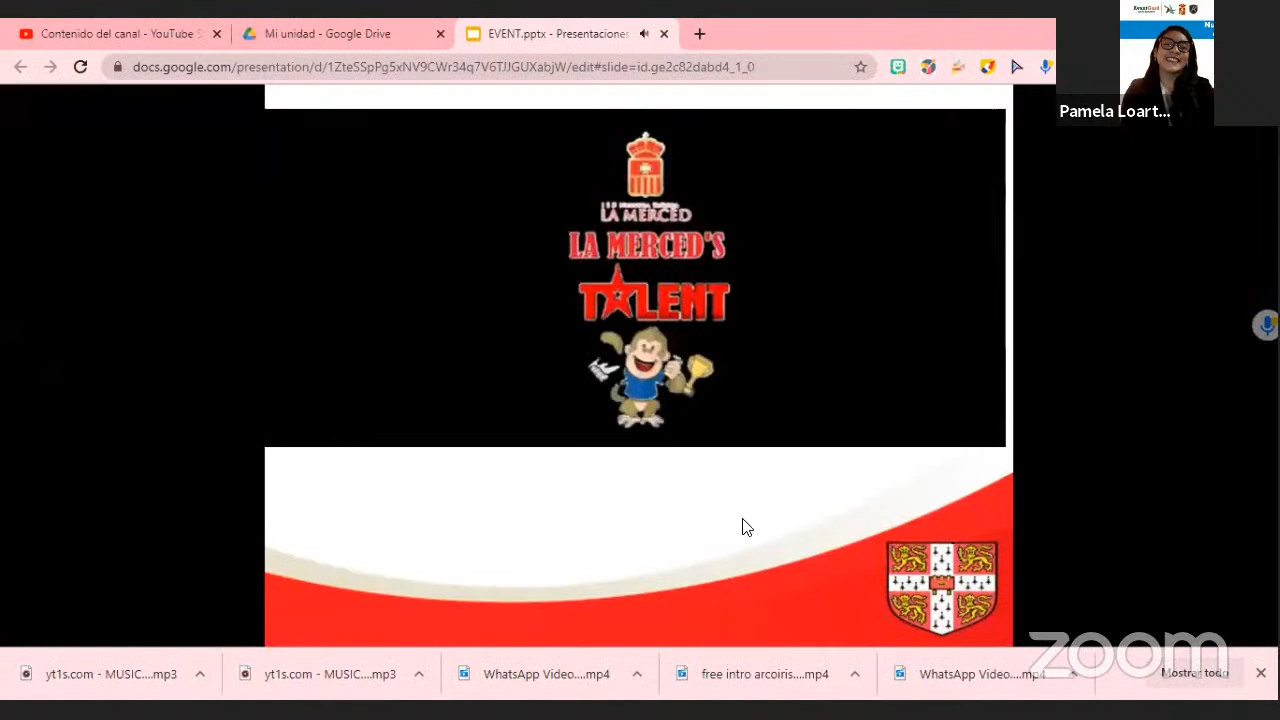 Contenido del canal - YouTube S
Mi unidad - Google Drive
EVENT.pptx - Presentaciones
docs.google.com/presentation/d/1ZteSSpPg5xNV9CWrS4q7V6TJJGUXabjW/edit#slide=id.ge2c82dabd4_1_0
Pamela Loart...
LA MERCED
LA MERCED'S
TALENT
zoom
yt1s.com - MUSIC....mp3
yt1s.com - MUSIC....mp3
WhatsApp Video....mp4
free intro arcoiris....mp4
WhatsApp Video....mp4
Mostrar todo